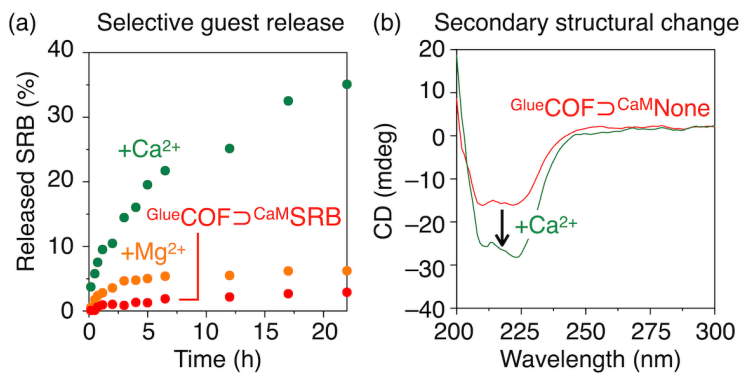 (a) Selective guest release
40
30
20
10
0
Released SRB (%)
+Ca²⁺
ᴳˡᵘᵉCOF⊃ᶜᵃᴹSRB
+Mg²⁺
0 5 10 15 20
Time (h)
(b) Secondary structural change
20
10
0
−10
−20
−30
−40
CD (mdeg)
ᴳˡᵘᵉCOF⊃ᶜᵃᴹNone
+Ca²⁺
200 225 250 275 300
Wavelength (nm)